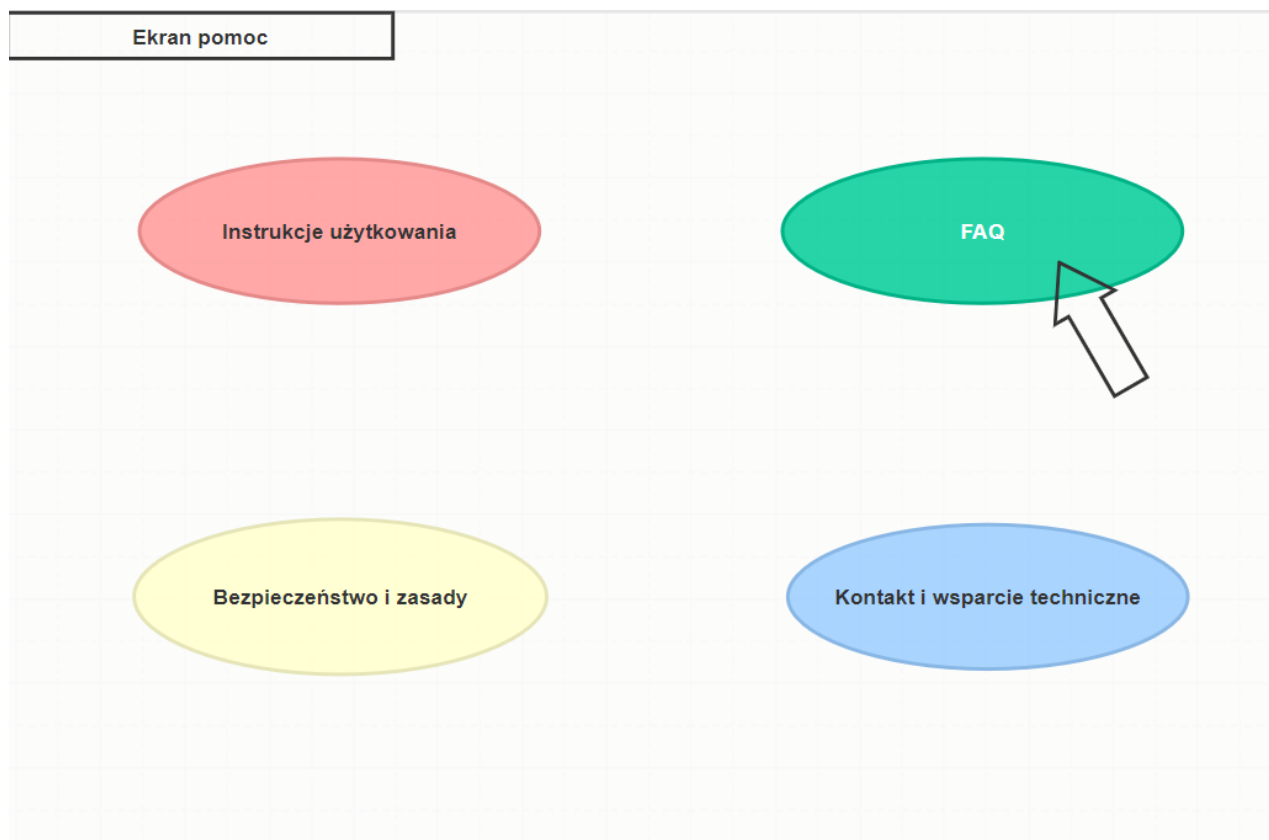 Ekran pomoc
Instrukcje użytkowania
FAQ
Bezpieczeństwo i zasady
Kontakt i wsparcie techniczne